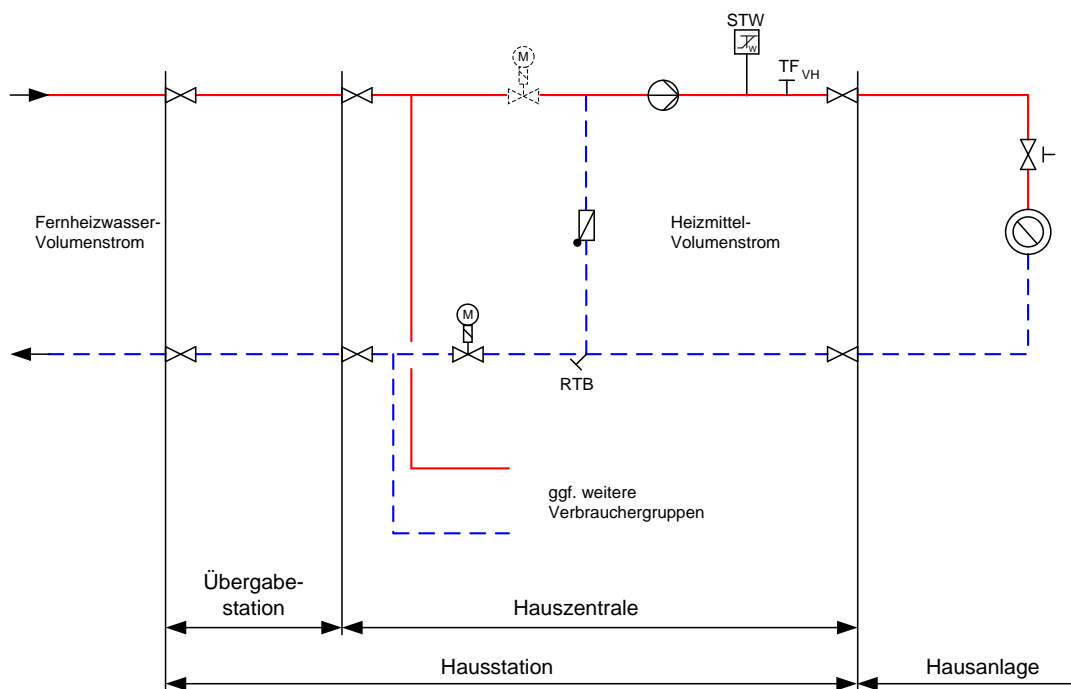 STW
M
W
TF VH
Fernheizwasser-
Volumenstrom
Heizmittel-
Volumenstrom
M
RTB
ggf. weitere
Verbrauchergruppen
Übergabe-
station
Hauszentrale
Hausstation
Hausanlage